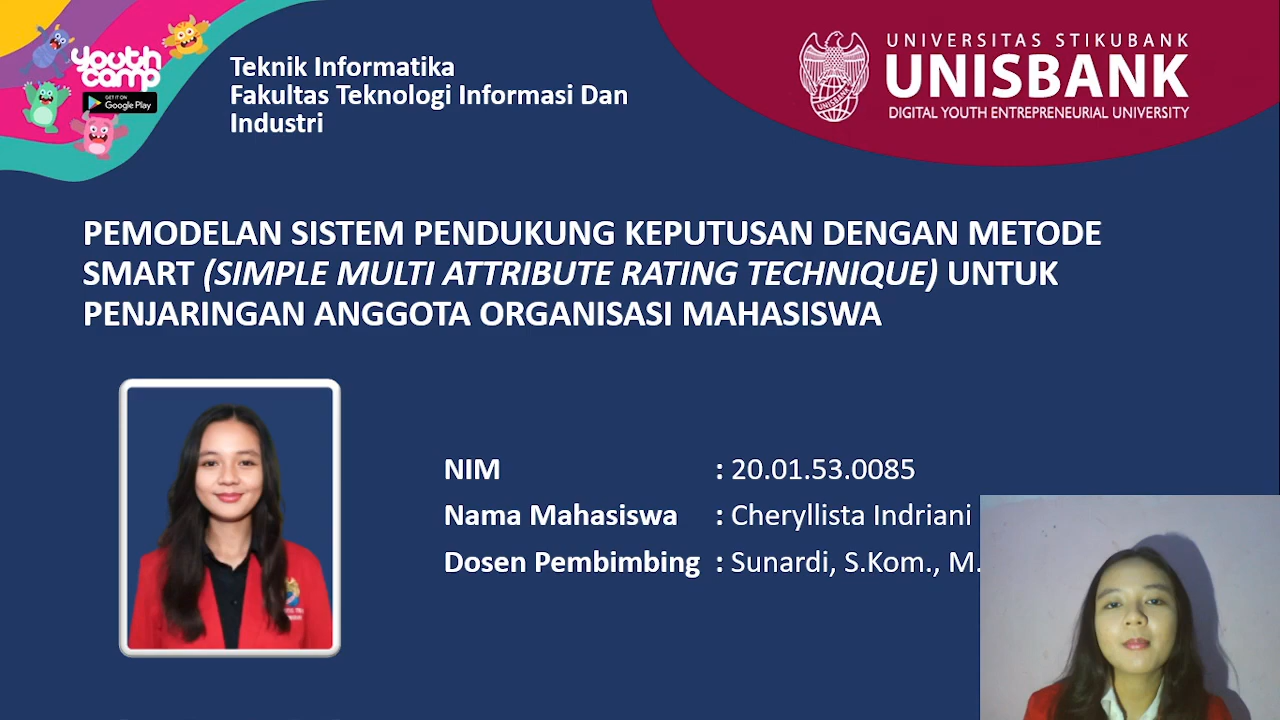 youth
camp
GET IT ON
Google Play
Teknik Informatika
Fakultas Teknologi Informasi Dan
Industri
UNIVERSITAS STIKUBANK
UNISBANK
DIGITAL YOUTH ENTREPRENEURIAL UNIVERSITY
UNISBANK
PEMODELAN SISTEM PENDUKUNG KEPUTUSAN DENGAN METODE
SMART (SIMPLE MULTI ATTRIBUTE RATING TECHNIQUE) UNTUK
PENJARINGAN ANGGOTA ORGANISASI MAHASISWA
NIM : 20.01.53.0085
Nama Mahasiswa : Cheryllista Indriani
Dosen Pembimbing : Sunardi, S.Kom., M.